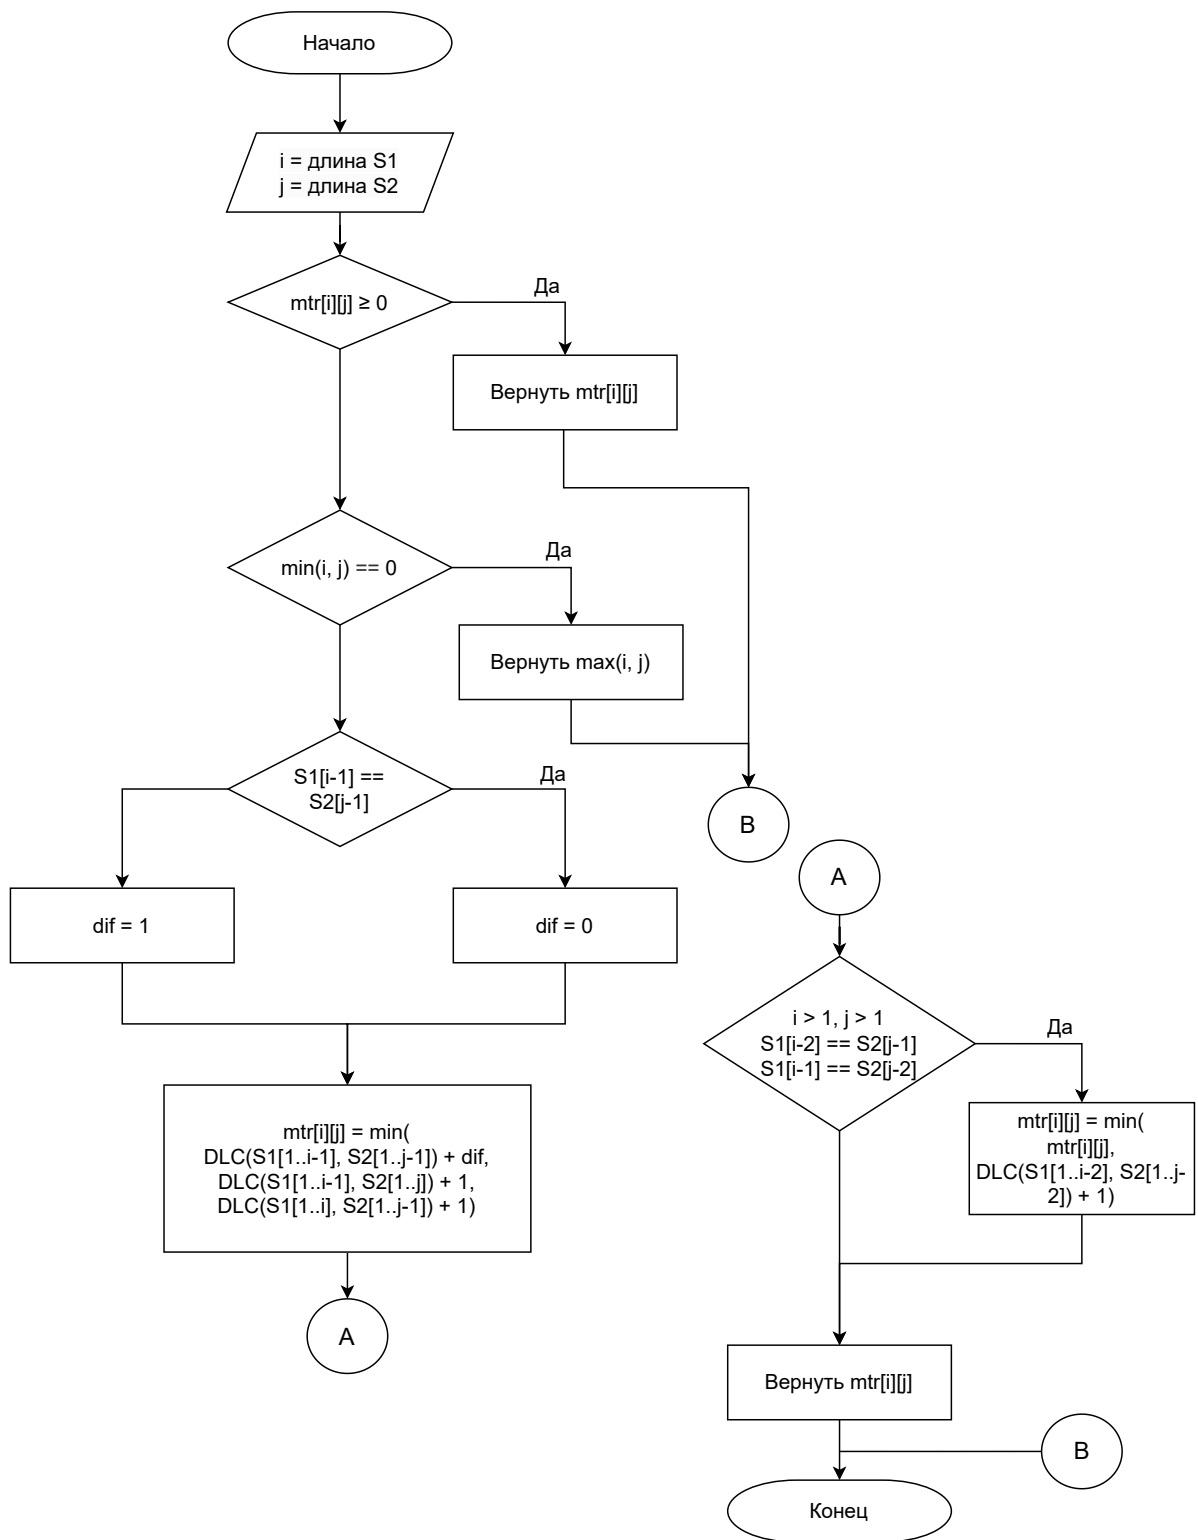 Начало
i = длина S1
j = длина S2
mtr[i][j] ≥ 0
Да
Вернуть mtr[i][j]
min(i, j) == 0
Да
Вернуть max(i, j)
S1[i-1] ==
S2[j-1]
Да
B
dif = 1
dif = 0
mtr[i][j] = min(
DLC(S1[1..i-1], S2[1..j-1]) + dif,
DLC(S1[1..i-1], S2[1..j]) + 1,
DLC(S1[1..i], S2[1..j-1]) + 1)
A
A
i > 1, j > 1
S1[i-2] == S2[j-1]
S1[i-1] == S2[j-2]
Да
mtr[i][j] = min(
mtr[i][j],
DLC(S1[1..i-2], S2[1..j-
2]) + 1)
Вернуть mtr[i][j]
B
Конец